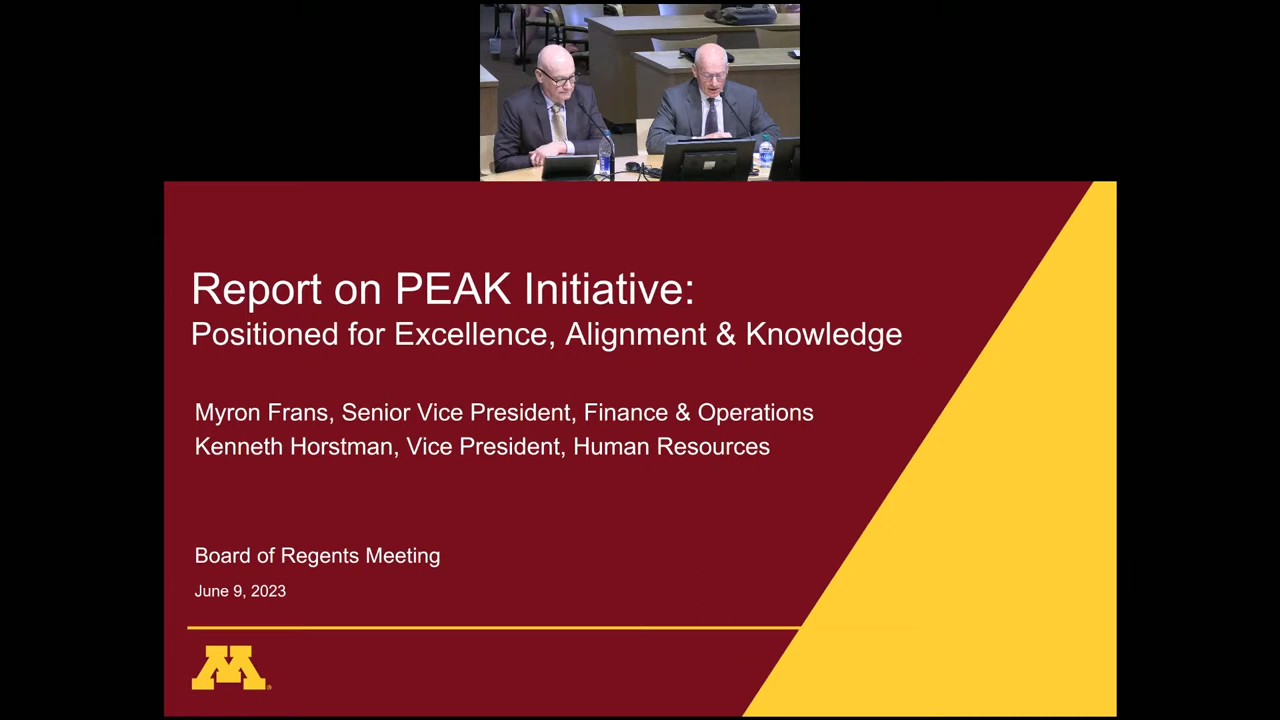 Report on PEAK Initiative:
Positioned for Excellence, Alignment & Knowledge
Myron Frans, Senior Vice President, Finance & Operations
Kenneth Horstman, Vice President, Human Resources
Board of Regents Meeting
June 9, 2023
M